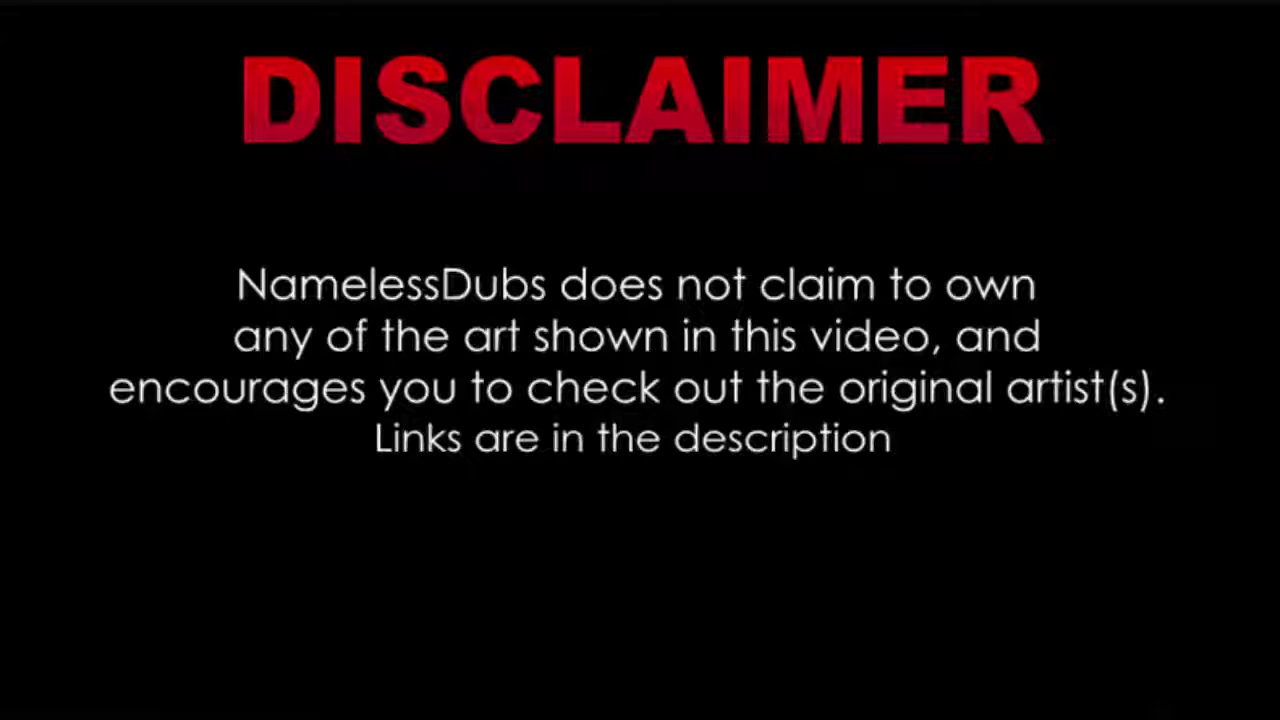 DISCLAIMER
NamelessDubs does not claim to own
any of the art shown in this video, and
encourages you to check out the original artist(s).
Links are in the description